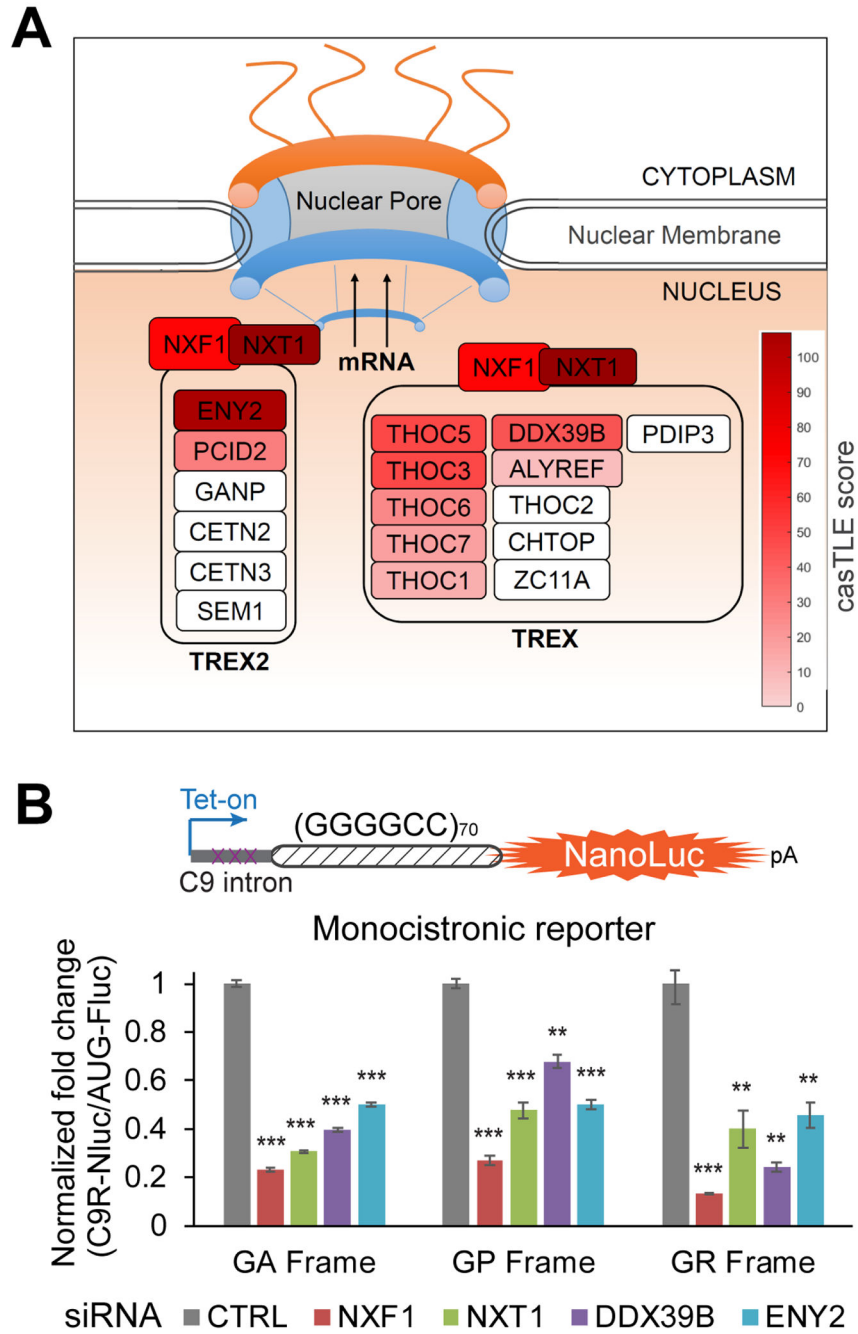 A
CYTOPLASM
Nuclear Pore
Nuclear Membrane
NUCLEUS
NXF1 NXT1
mRNA
NXF1 NXT1
ENY2
PCID2
GANP
CETN2
CETN3
SEM1
TREX2
THOC5 DDX39B PDIP3
THOC3 ALYREF
THOC6 THOC2
THOC7 CHTOP
THOC1 ZC11A
TREX
100
90
80
70
60
50
40
30
20
10
0
casTLE score
B
Tet-on
(GGGGCC)70
NanoLuc
pA
C9 intron
Monocistronic reporter
Normalized fold change
(C9R-Nluc/AUG-Fluc)
1
0.8
0.6
0.4
0.2
0
*** *** *** ***
*** *** ** ***
*** ** ** **
GA Frame GP Frame GR Frame
siRNA CTRL NXF1 NXT1 DDX39B ENY2